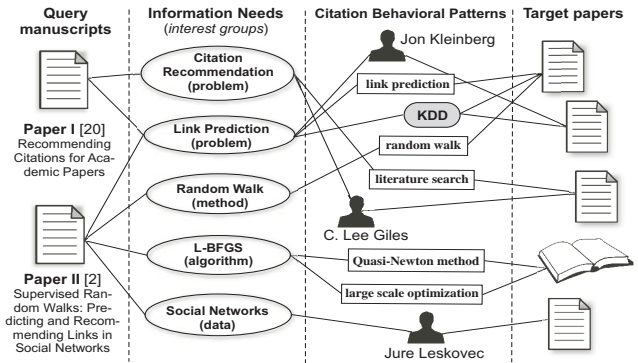 Query
manuscripts
Information Needs
(interest groups)
Citation Behavioral Patterns
Target papers
Paper I [20]
Recommending
Citations for Aca-
demic Papers
Paper II [2]
Supervised Ran-
dom Walks: Pre-
dicting and Recom-
mending Links in
Social Networks
Citation
Recommendation
(problem)
Link Prediction
(problem)
Random Walk
(method)
L-BFGS
(algorithm)
Social Networks
(data)
Jon Kleinberg
link prediction
KDD
random walk
literature search
C. Lee Giles
Quasi-Newton method
large scale optimization
Jure Leskovec